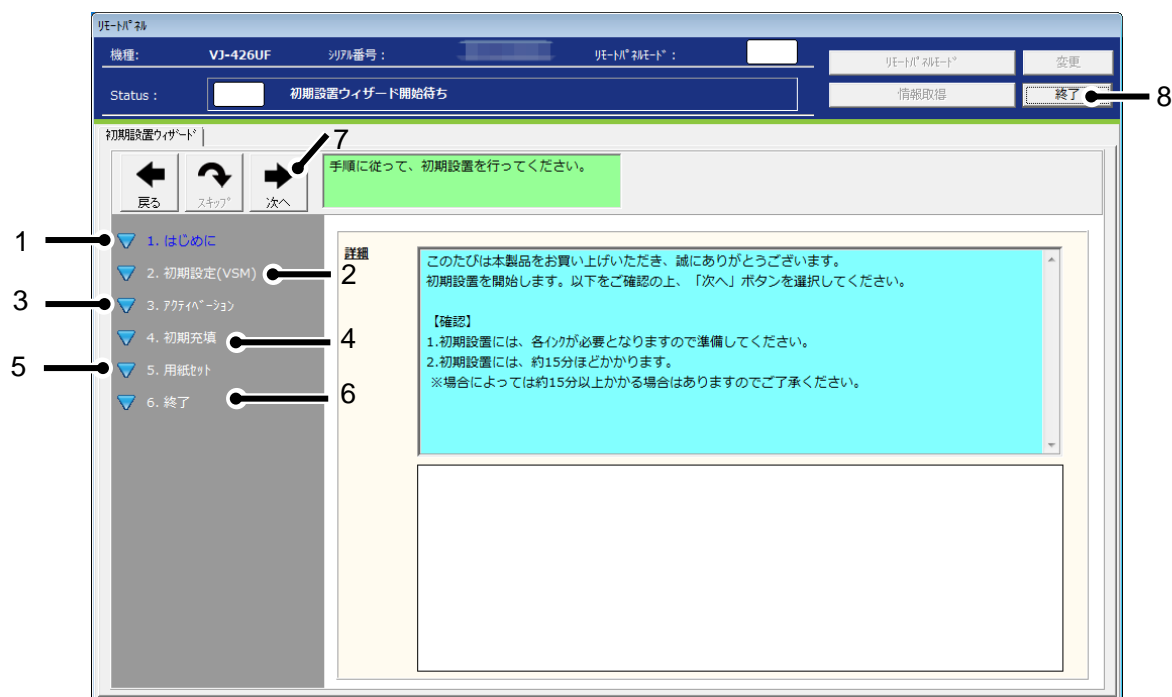 ﾘﾓｰﾄﾊﾟﾈﾙ
機種: VJ-426UF ｼﾘｱﾙ番号： ﾘﾓｰﾄﾊﾟﾈﾙﾓｰﾄﾞ：
ﾘﾓｰﾄﾊﾟﾈﾙﾓｰﾄﾞ 変更
Status： 初期設置ウィザード開始待ち
情報取得 終了 8
初期設置ウィザード
7
戻る ｽｷｯﾌﾟ 次へ
手順に従って、初期設置を行ってください。
1 1. はじめに
2. 初期設定(VSM) 2
3 3. ｱｸﾃｨﾍﾞｰｼｮﾝ
4. 初期充填 4
5 5. 用紙ｾｯﾄ
6. 終了 6
詳細
このたびは本製品をお買い上げいただき、誠にありがとうございます。
初期設置を開始します。以下をご確認の上、「次へ」ボタンを選択してください。
【確認】
1.初期設置には、各ｲﾝｸが必要となりますので準備してください。
2.初期設置には、約15分ほどかかります。
※場合によっては約15分以上かかる場合はありますのでご了承ください。